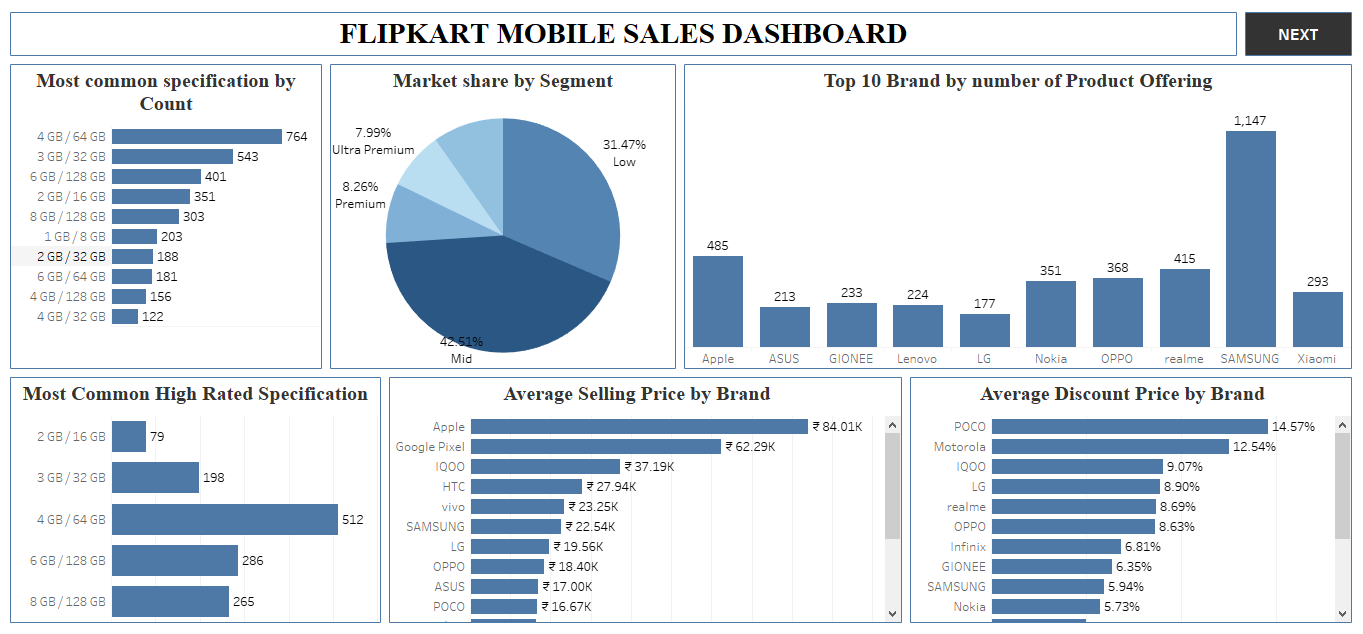 FLIPKART MOBILE SALES DASHBOARD
NEXT
Most common specification by
Count
4 GB / 64 GB 764
3 GB / 32 GB 543
6 GB / 128 GB 401
2 GB / 16 GB 351
8 GB / 128 GB 303
1 GB / 8 GB 203
2 GB / 32 GB 188
6 GB / 64 GB 181
4 GB / 128 GB 156
4 GB / 32 GB 122
Market share by Segment
7.99%
Ultra Premium
31.47%
Low
8.26%
Premium
42.51%
Mid
Top 10 Brand by number of Product Offering
485 213 233 224 177 351 368 415 1,147 293
Apple ASUS GIONEE Lenovo LG Nokia OPPO realme SAMSUNG Xiaomi
Most Common High Rated Specification
2 GB / 16 GB 79
3 GB / 32 GB 198
4 GB / 64 GB 512
6 GB / 128 GB 286
8 GB / 128 GB 265
Average Selling Price by Brand
Apple ₹ 84.01K
Google Pixel ₹ 62.29K
IQOO ₹ 37.19K
HTC ₹ 27.94K
vivo ₹ 23.25K
SAMSUNG ₹ 22.54K
LG ₹ 19.56K
OPPO ₹ 18.40K
ASUS ₹ 17.00K
POCO ₹ 16.67K
Average Discount Price by Brand
POCO 14.57%
Motorola 12.54%
IQOO 9.07%
LG 8.90%
realme 8.69%
OPPO 8.63%
Infinix 6.81%
GIONEE 6.35%
SAMSUNG 5.94%
Nokia 5.73%